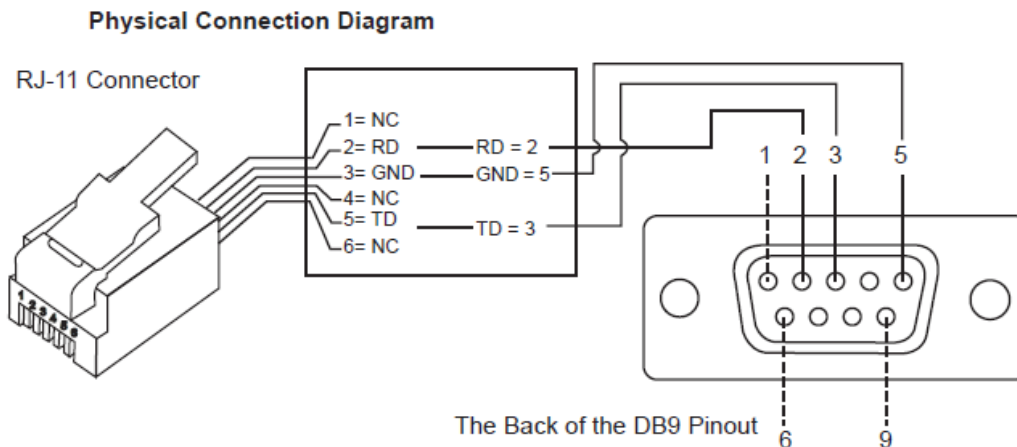 Physical Connection Diagram
RJ-11 Connector
1= NC
2= RD RD = 2
3= GND GND = 5
4= NC
5= TD TD = 3
6= NC
1 2 3 5
1 2 3 4 5 6
The Back of the DB9 Pinout
6 9